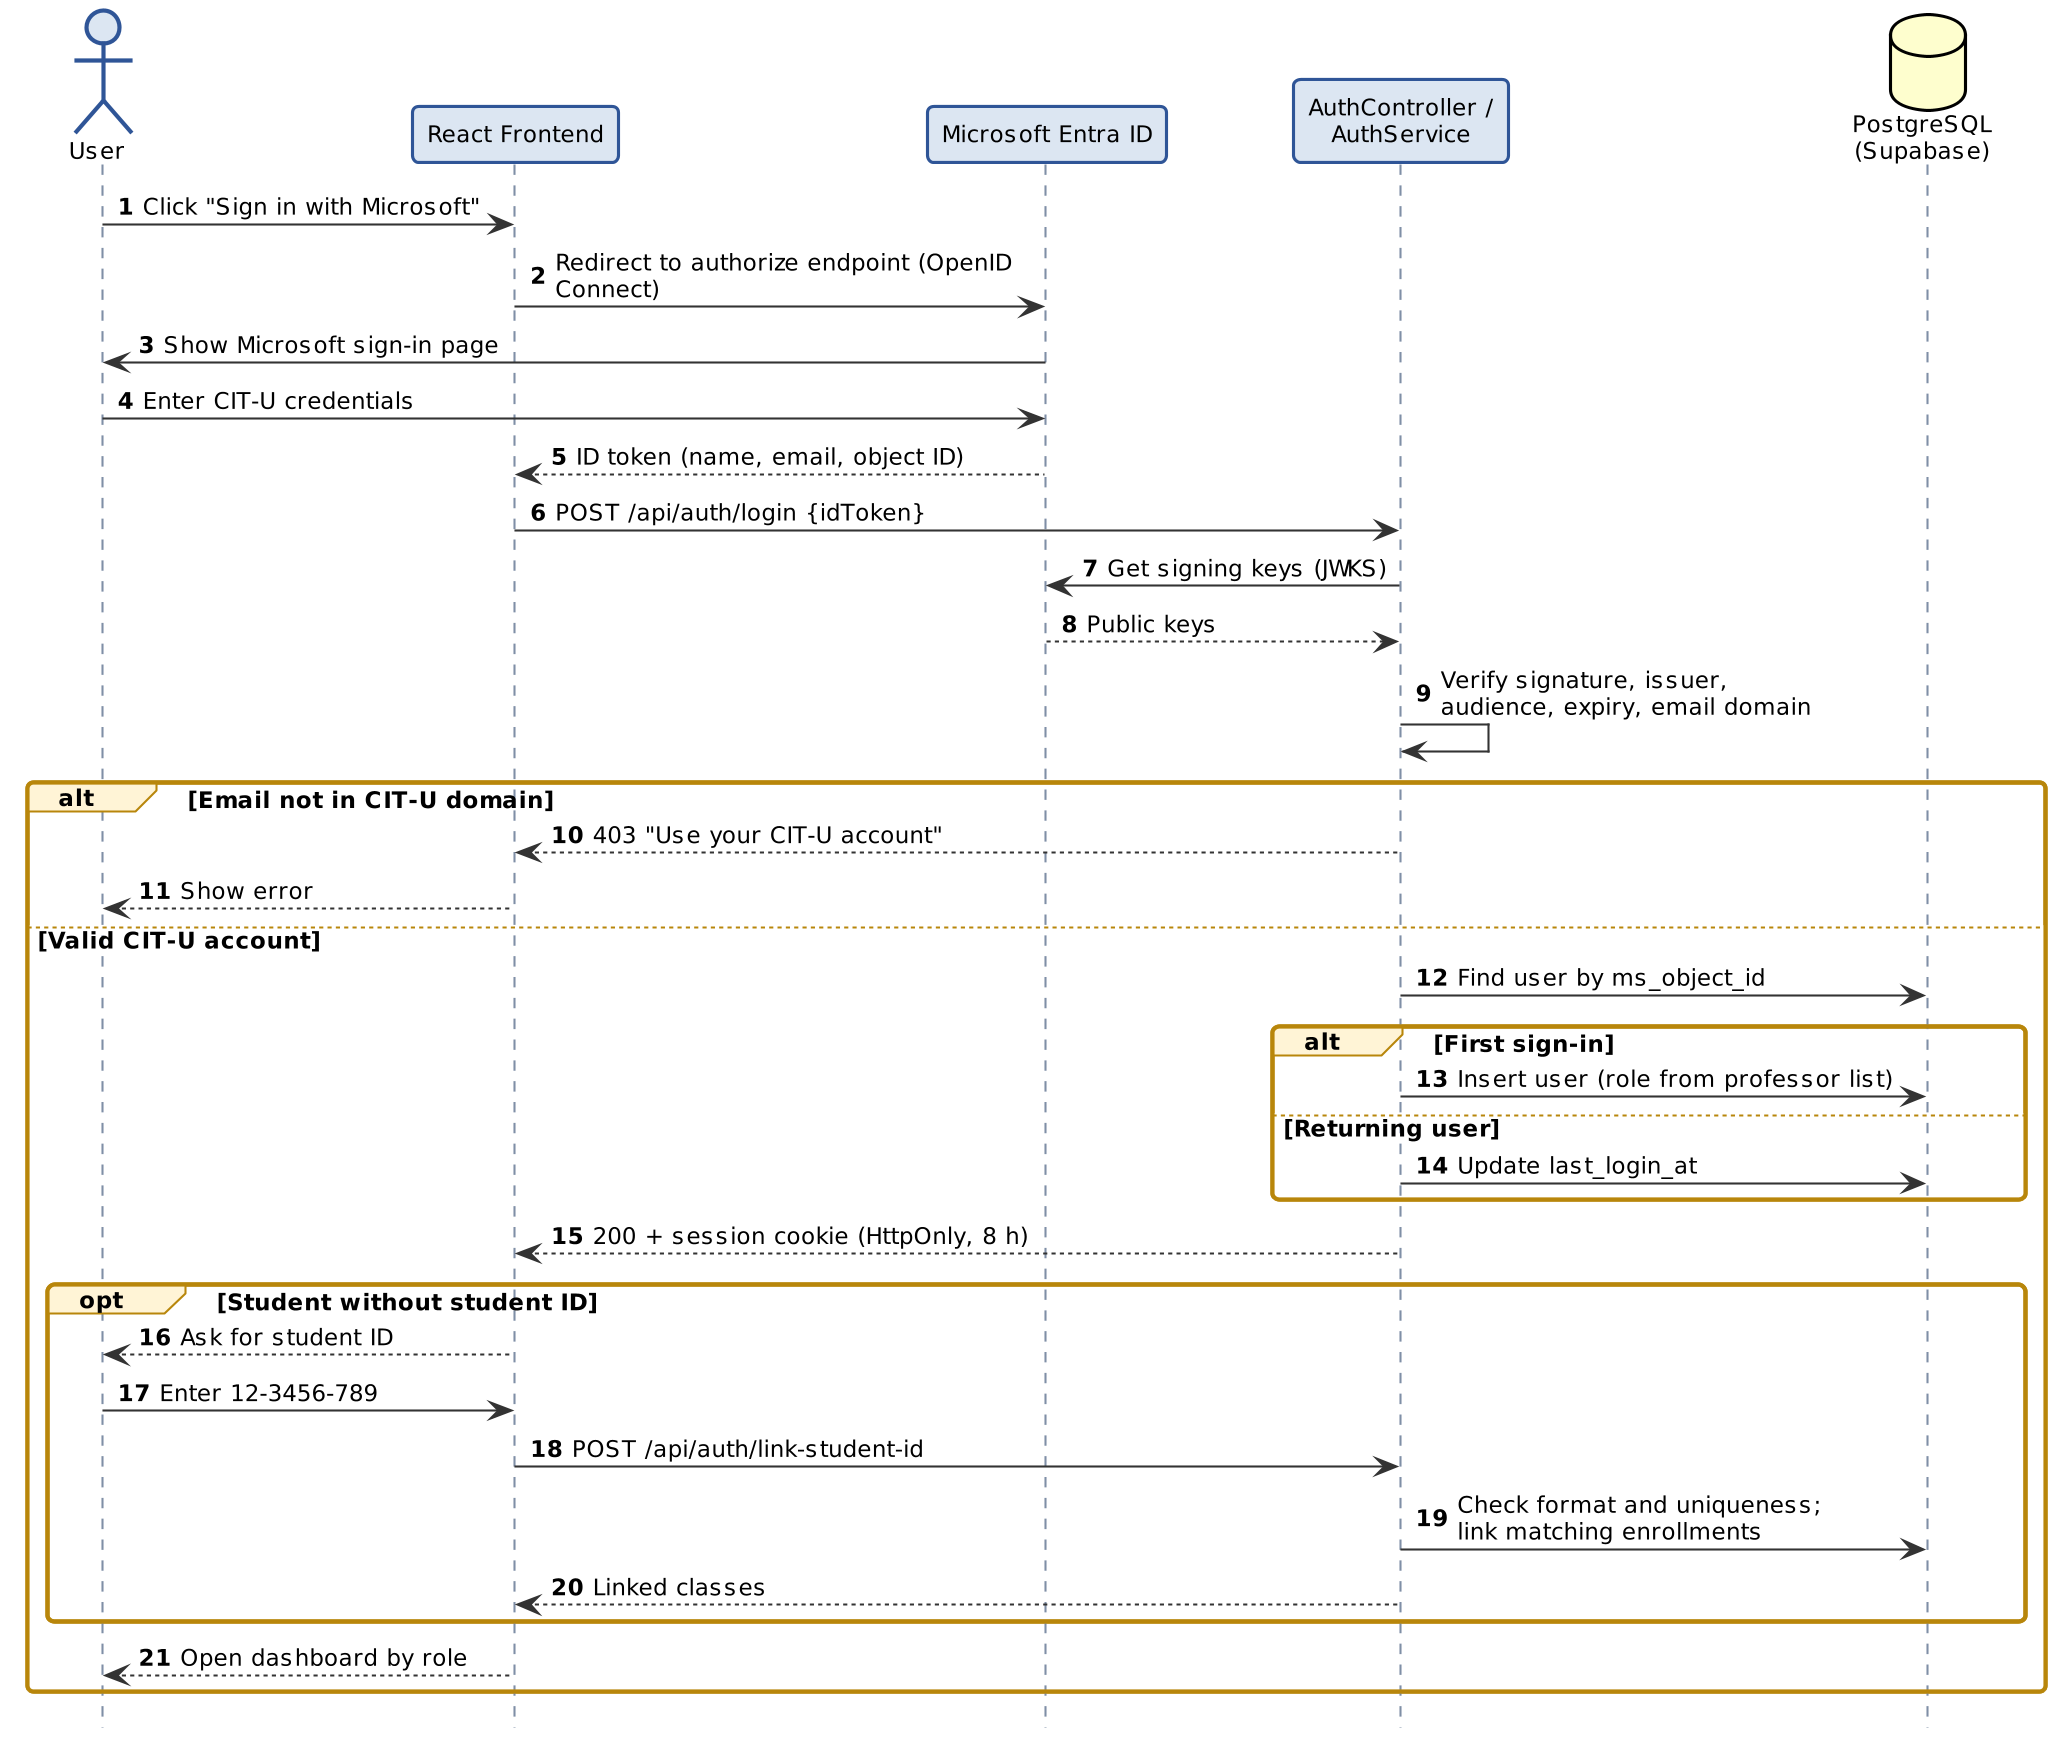 User
React Frontend
Microsoft Entra ID
AuthController /
AuthService
PostgreSQL
(Supabase)
1 Click "Sign in with Microsoft"
2 Redirect to authorize endpoint (OpenID
Connect)
3 Show Microsoft sign-in page
4 Enter CIT-U credentials
5 ID token (name, email, object ID)
6 POST /api/auth/login {idToken}
7 Get signing keys (JWKS)
8 Public keys
9 Verify signature, issuer,
audience, expiry, email domain
alt [Email not in CIT-U domain]
10 403 "Use your CIT-U account"
11 Show error
[Valid CIT-U account]
12 Find user by ms_object_id
alt [First sign-in]
13 Insert user (role from professor list)
[Returning user]
14 Update last_login_at
15 200 + session cookie (HttpOnly, 8 h)
opt [Student without student ID]
16 Ask for student ID
17 Enter 12-3456-789
18 POST /api/auth/link-student-id
19 Check format and uniqueness;
link matching enrollments
20 Linked classes
21 Open dashboard by role